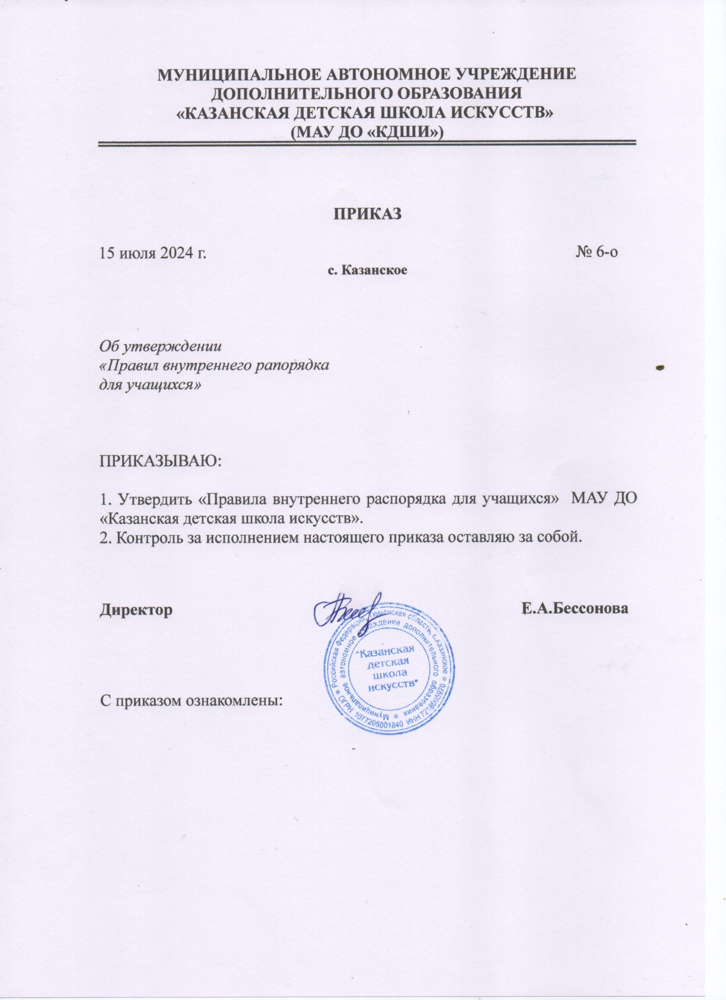 МУНИЦИПАЛЬНОЕ АВТОНОМНОЕ УЧРЕЖДЕНИЕ
ДОПОЛНИТЕЛЬНОГО ОБРАЗОВАНИЯ
«КАЗАНСКАЯ ДЕТСКАЯ ШКОЛА ИСКУССТВ»
(МАУ ДО «КДШИ»)
ПРИКАЗ
15 июля 2024 г. № 6-о
с. Казанское
Об утверждении
«Правил внутреннего рапорядка
для учащихся»
ПРИКАЗЫВАЮ:
1. Утвердить «Правила внутреннего распорядка для учащихся» МАУ ДО
«Казанская детская школа искусств».
2. Контроль за исполнением настоящего приказа оставляю за собой.
Директор Е.А.Бессонова
* Российская Федерация, Тюменская область, с.Казанское *
ОГРН 1077205001840 ИНН 7218005970
Муниципальное автономное учреждение дополнительного образования *
"Казанская
детская
школа
искусств"
С приказом ознакомлены: